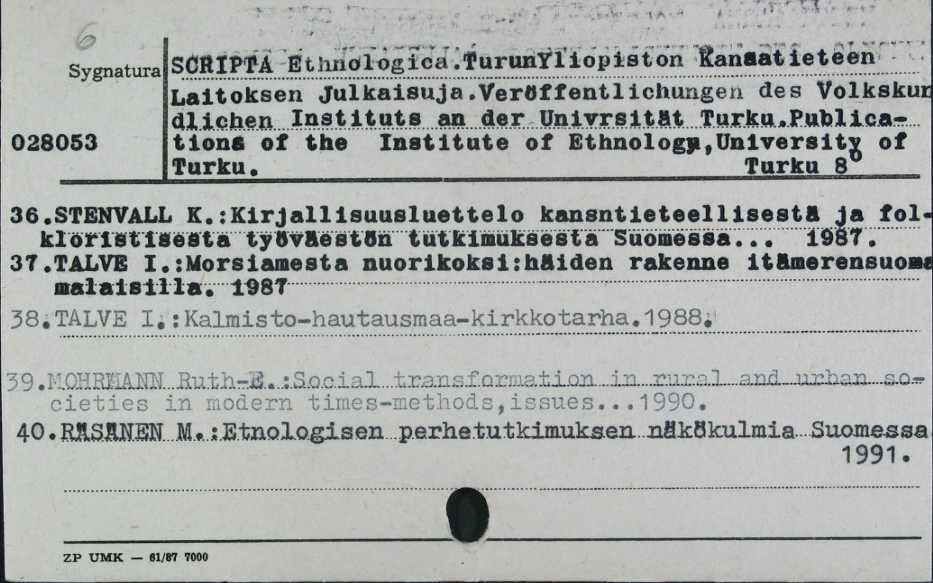 6
Sygnatura SCRIPTA Ethnologica.TurunYliopiston Kansatieteen
Laitoksen Julkaisuja.Veröffentlichungen des Volkskun
dlichen Instituts an der Univrsität Turku.Publica-
028053 tions of the Institute of Ethnology,University of
Turku. Turku 8°
36.STENVALL K.:Kirjallisuusluettelo kansntieteellisestä ja fol-
kloristisesta työväestön tutkimuksesta Suomessa... 1987.
37.TALVE I.:Morsiamesta nuorikoksi:häiden rakenne itämerensuoma
malaisilla. 1987
38.TALVE I.:Kalmisto-hautausmaa-kirkkotarha.1988.
39.MOHRMANN Ruth-E.:Social transformation in rural and urban so-
cieties in modern times-methods,issues...1990.
40.RÄSÄNEN M.:Etnologisen perhetutkimuksen näkökulmia Suomessa
1991.
ZP UMK — 61/87 7000